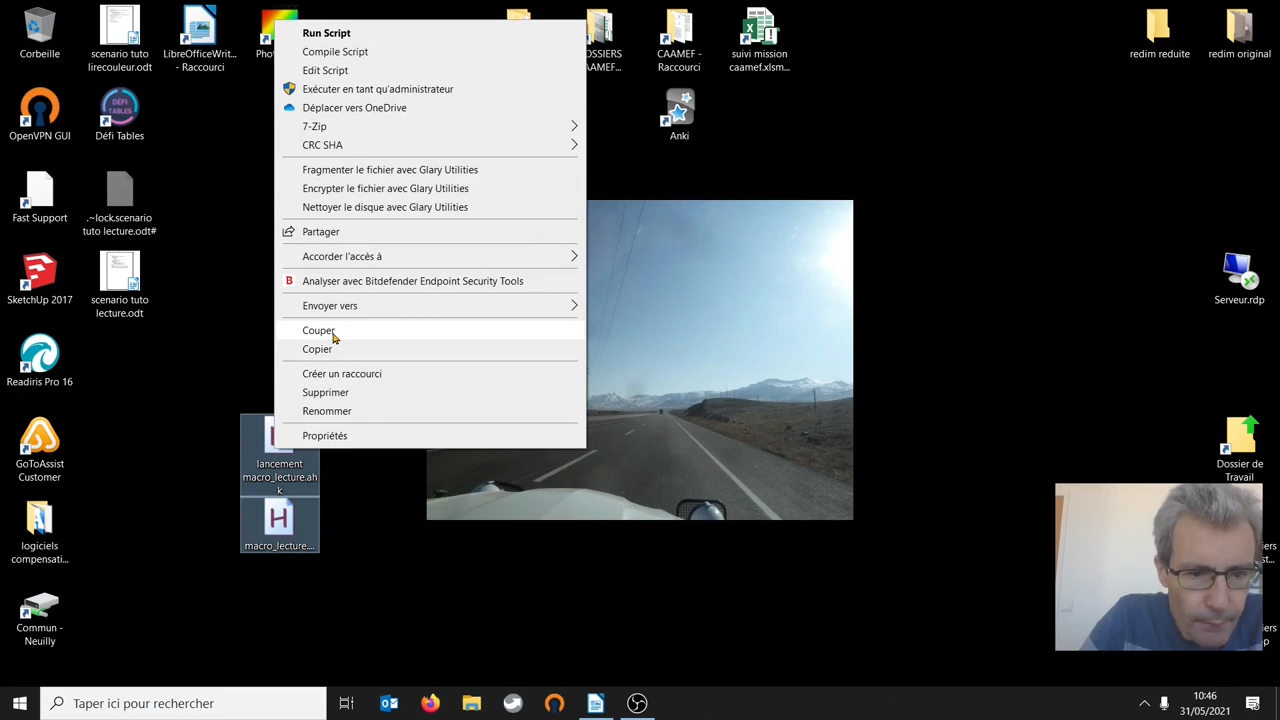 Corbeille
scenario tuto
lirecouleur.odt
LibreOfficeWrit...
- Raccourci
CAAMEF -
Raccourci
suivi mission
caamef.xlsm...
redim reduite
redim original
OpenVPN GUI
Défi Tables
DÉFI
TABLES
Anki
Fast Support
.~lock.scenario
tuto lecture.odt#
SketchUp 2017
scenario tuto
lecture.odt
Readiris Pro 16
GoToAssist
Customer
logiciels
compensati...
Commun -
Neuilly
Run Script
Compile Script
Edit Script
Exécuter en tant qu'administrateur
Déplacer vers OneDrive
7-Zip
CRC SHA
Fragmenter le fichier avec Glary Utilities
Encrypter le fichier avec Glary Utilities
Nettoyer le disque avec Glary Utilities
Partager
Accorder l'accès à
B Analyser avec Bitdefender Endpoint Security Tools
Envoyer vers
Couper
Copier
Créer un raccourci
Supprimer
Renommer
Propriétés
lancement
macro_lecture.ah
k
H
macro_lecture....
Serveur.rdp
Dossier de
Travail
Taper ici pour rechercher
10:46
31/05/2021